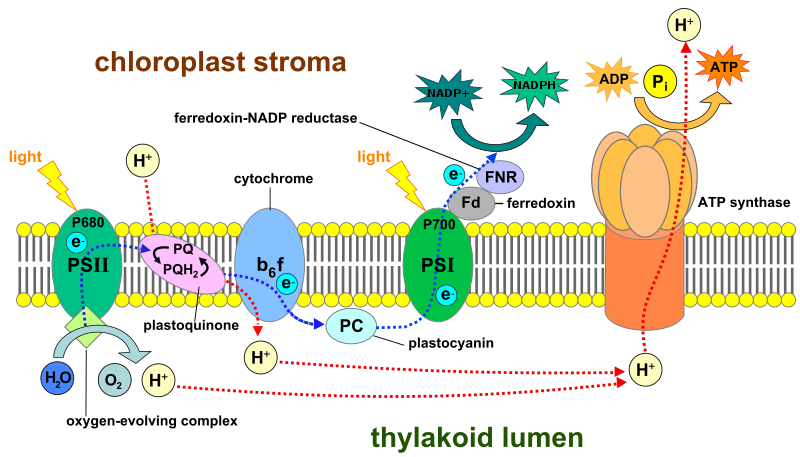 chloroplast stroma
H⁺
ADP
Pᵢ
ATP
NADP+
NADPH
ferredoxin-NADP reductase
light
H⁺
cytochrome
light
e⁻
FNR
Fd
ferredoxin
ATP synthase
P680
e⁻
PSII
PQ
PQH₂
b₆f
e⁻
P700
PSI
e⁻
plastoquinone
PC
plastocyanin
H₂O
O₂
H⁺
H⁺
H⁺
oxygen-evolving complex
thylakoid lumen